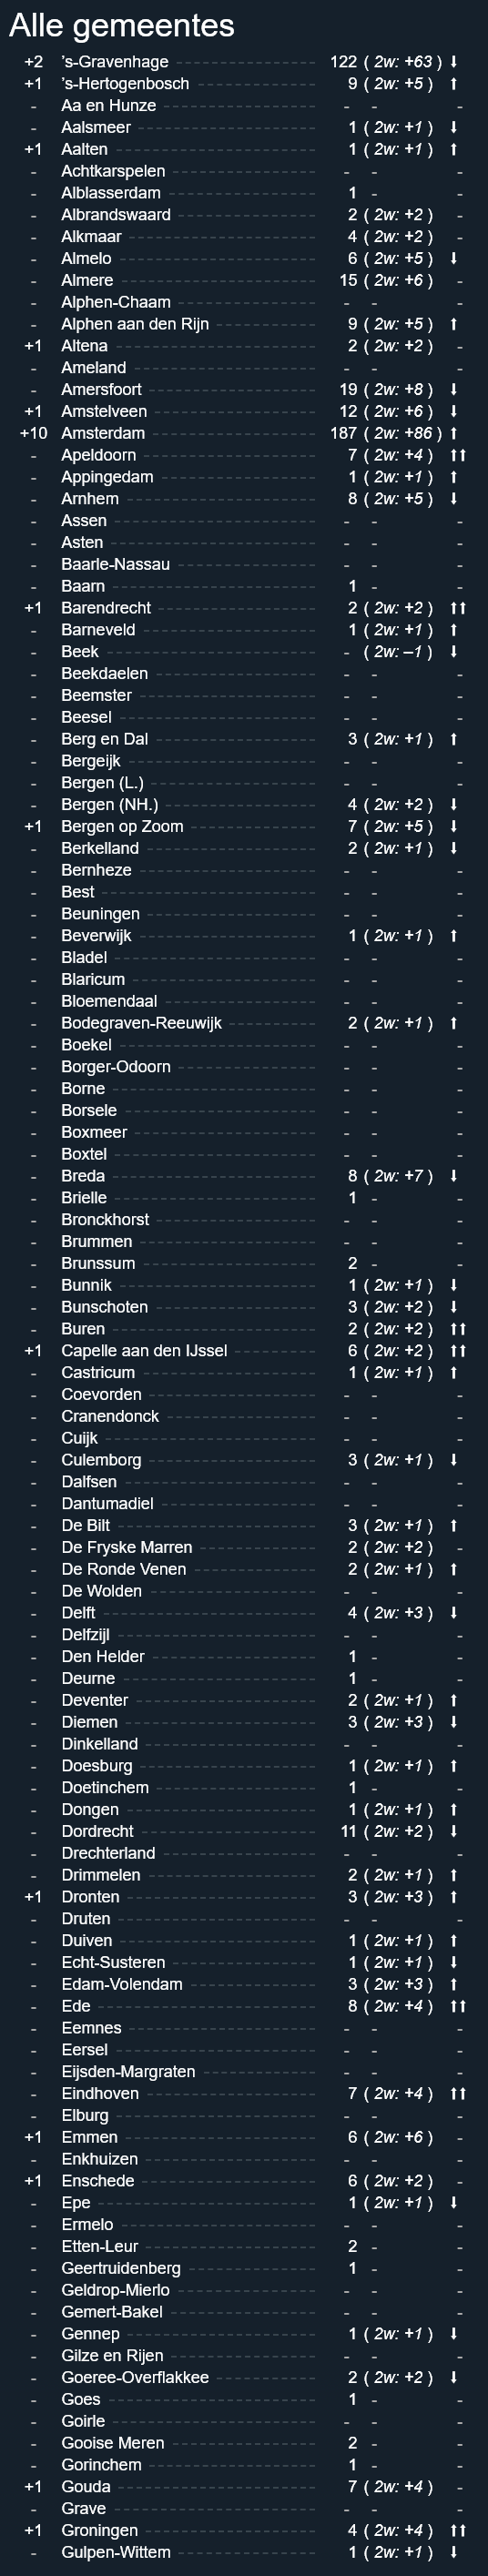 Alle gemeentes
+2 ’s-Gravenhage 122 ( 2w: +63 ) ⬇
+1 ’s-Hertogenbosch 9 ( 2w: +5 ) ⬆
- Aa en Hunze - - -
- Aalsmeer 1 ( 2w: +1 ) ⬇
+1 Aalten 1 ( 2w: +1 ) ⬆
- Achtkarspelen - - -
- Alblasserdam 1 - -
- Albrandswaard 2 ( 2w: +2 ) -
- Alkmaar 4 ( 2w: +2 ) -
- Almelo 6 ( 2w: +5 ) ⬇
- Almere 15 ( 2w: +6 ) -
- Alphen-Chaam - - -
- Alphen aan den Rijn 9 ( 2w: +5 ) ⬆
+1 Altena 2 ( 2w: +2 ) -
- Ameland - - -
- Amersfoort 19 ( 2w: +8 ) ⬇
+1 Amstelveen 12 ( 2w: +6 ) ⬇
+10 Amsterdam 187 ( 2w: +86 ) ⬆
- Apeldoorn 7 ( 2w: +4 ) ⬆⬆
- Appingedam 1 ( 2w: +1 ) ⬆
- Arnhem 8 ( 2w: +5 ) ⬇
- Assen - - -
- Asten - - -
- Baarle-Nassau - - -
- Baarn 1 - -
+1 Barendrecht 2 ( 2w: +2 ) ⬆⬆
- Barneveld 1 ( 2w: +1 ) ⬆
- Beek - ( 2w: –1 ) ⬇
- Beekdaelen - - -
- Beemster - - -
- Beesel - - -
- Berg en Dal 3 ( 2w: +1 ) ⬆
- Bergeijk - - -
- Bergen (L.) - - -
- Bergen (NH.) 4 ( 2w: +2 ) ⬇
+1 Bergen op Zoom 7 ( 2w: +5 ) ⬇
- Berkelland 2 ( 2w: +1 ) ⬇
- Bernheze - - -
- Best - - -
- Beuningen - - -
- Beverwijk 1 ( 2w: +1 ) ⬆
- Bladel - - -
- Blaricum - - -
- Bloemendaal - - -
- Bodegraven-Reeuwijk 2 ( 2w: +1 ) ⬆
- Boekel - - -
- Borger-Odoorn - - -
- Borne - - -
- Borsele - - -
- Boxmeer - - -
- Boxtel - - -
- Breda 8 ( 2w: +7 ) ⬇
- Brielle 1 - -
- Bronckhorst - - -
- Brummen - - -
- Brunssum 2 - -
- Bunnik 1 ( 2w: +1 ) ⬇
- Bunschoten 3 ( 2w: +2 ) ⬇
- Buren 2 ( 2w: +2 ) ⬆⬆
+1 Capelle aan den IJssel 6 ( 2w: +2 ) ⬆⬆
- Castricum 1 ( 2w: +1 ) ⬆
- Coevorden - - -
- Cranendonck - - -
- Cuijk - - -
- Culemborg 3 ( 2w: +1 ) ⬇
- Dalfsen - - -
- Dantumadiel - - -
- De Bilt 3 ( 2w: +1 ) ⬆
- De Fryske Marren 2 ( 2w: +2 ) -
- De Ronde Venen 2 ( 2w: +1 ) ⬆
- De Wolden - - -
- Delft 4 ( 2w: +3 ) ⬇
- Delfzijl - - -
- Den Helder 1 - -
- Deurne 1 - -
- Deventer 2 ( 2w: +1 ) ⬆
- Diemen 3 ( 2w: +3 ) ⬇
- Dinkelland - - -
- Doesburg 1 ( 2w: +1 ) ⬆
- Doetinchem 1 - -
- Dongen 1 ( 2w: +1 ) ⬆
- Dordrecht 11 ( 2w: +2 ) ⬇
- Drechterland - - -
- Drimmelen 2 ( 2w: +1 ) ⬆
+1 Dronten 3 ( 2w: +3 ) ⬆
- Druten - - -
- Duiven 1 ( 2w: +1 ) ⬆
- Echt-Susteren 1 ( 2w: +1 ) ⬇
- Edam-Volendam 3 ( 2w: +3 ) ⬆
- Ede 8 ( 2w: +4 ) ⬆⬆
- Eemnes - - -
- Eersel - - -
- Eijsden-Margraten - - -
- Eindhoven 7 ( 2w: +4 ) ⬆⬆
- Elburg - - -
+1 Emmen 6 ( 2w: +6 ) -
- Enkhuizen - - -
+1 Enschede 6 ( 2w: +2 ) -
- Epe 1 ( 2w: +1 ) ⬇
- Ermelo - - -
- Etten-Leur 2 - -
- Geertruidenberg 1 - -
- Geldrop-Mierlo - - -
- Gemert-Bakel - - -
- Gennep 1 ( 2w: +1 ) ⬇
- Gilze en Rijen - - -
- Goeree-Overflakkee 2 ( 2w: +2 ) ⬇
- Goes 1 - -
- Goirle - - -
- Gooise Meren 2 - -
- Gorinchem 1 - -
+1 Gouda 7 ( 2w: +4 ) -
- Grave - - -
+1 Groningen 4 ( 2w: +4 ) ⬆⬆
- Gulpen-Wittem 1 ( 2w: +1 ) ⬇